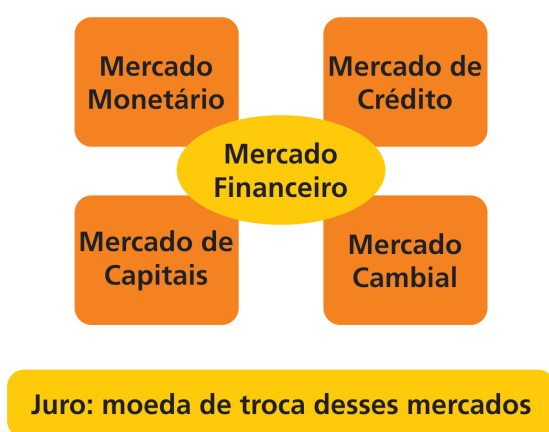 Mercado
Monetário
Mercado de
Crédito
Mercado
Financeiro
Mercado de
Capitais
Mercado
Cambial
Juro: moeda de troca desses mercados